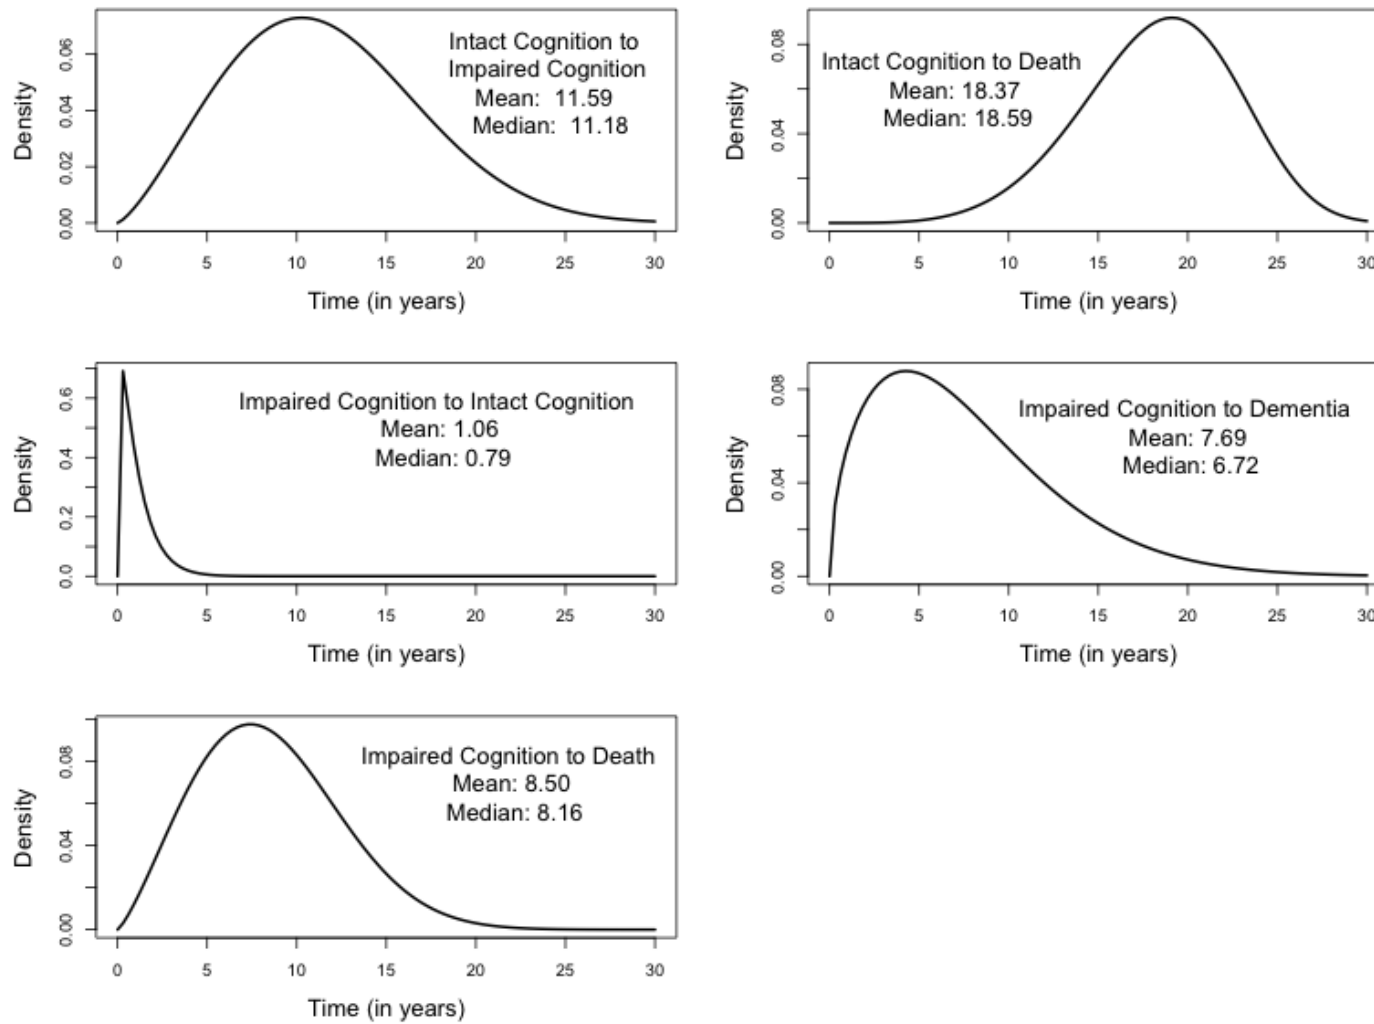 Density
0.00
0.02
0.04
0.06
Intact Cognition to
Impaired Cognition
Mean: 11.59
Median: 11.18
0 5 10 15 20 25 30
Time (in years)
Density
0.00
0.04
0.08
Intact Cognition to Death
Mean: 18.37
Median: 18.59
0 5 10 15 20 25 30
Time (in years)
Density
0.0
0.2
0.4
0.6
Impaired Cognition to Intact Cognition
Mean: 1.06
Median: 0.79
0 5 10 15 20 25 30
Time (in years)
Density
0.00
0.04
0.08
Impaired Cognition to Dementia
Mean: 7.69
Median: 6.72
0 5 10 15 20 25 30
Time (in years)
Density
0.00
0.04
0.08
Impaired Cognition to Death
Mean: 8.50
Median: 8.16
0 5 10 15 20 25 30
Time (in years)